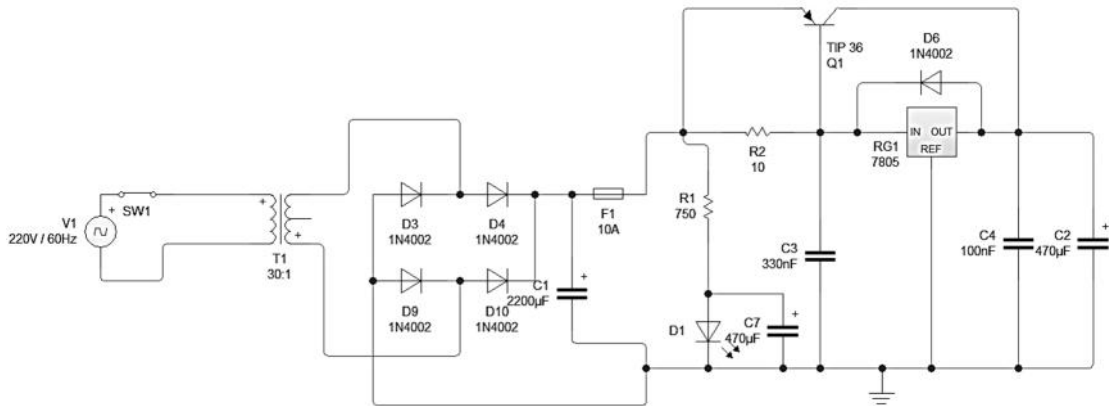 TIP 36
Q1
D6
1N4002
IN OUT
REF
RG1
7805
R2
10
+
SW1
V1
220V / 60Hz
+
+
T1
30:1
D3
1N4002
D4
1N4002
F1
10A
R1
750
D9
1N4002
D10
1N4002
+
C1
2200µF
C3
330nF
C4
100nF
+
C2
470µF
D1
+
C7
470µF